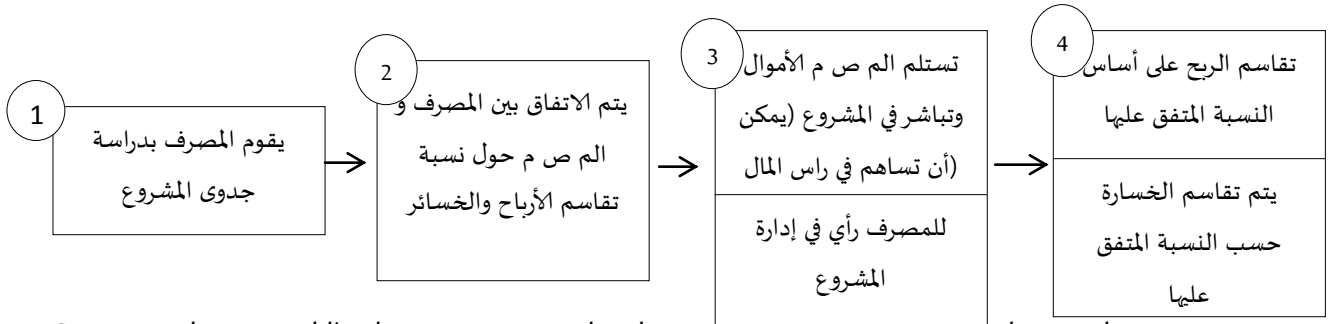 1
يقوم المصرف بدراسة
جدوى المشروع
2
يتم الاتفاق بين المصرف و
الم ص م حول نسبة
تقاسم الأرباح والخسائر
3
تستلم الم ص م الأموال
وتباشر في المشروع (يمكن
أن تساهم في راس المال)
للمصرف رأي في إدارة
المشروع
4
تقاسم الربح على أساس
النسبة المتفق عليها
يتم تقاسم الخسارة
حسب النسبة المتفق
عليها